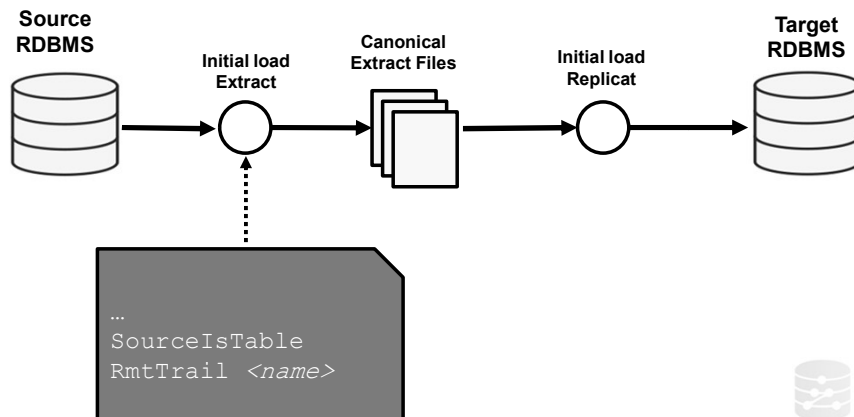 Source
RDBMS
Initial load
Extract
Canonical
Extract Files
Initial load
Replicat
Target
RDBMS
…
SourceIsTable
RmtTrail <name>